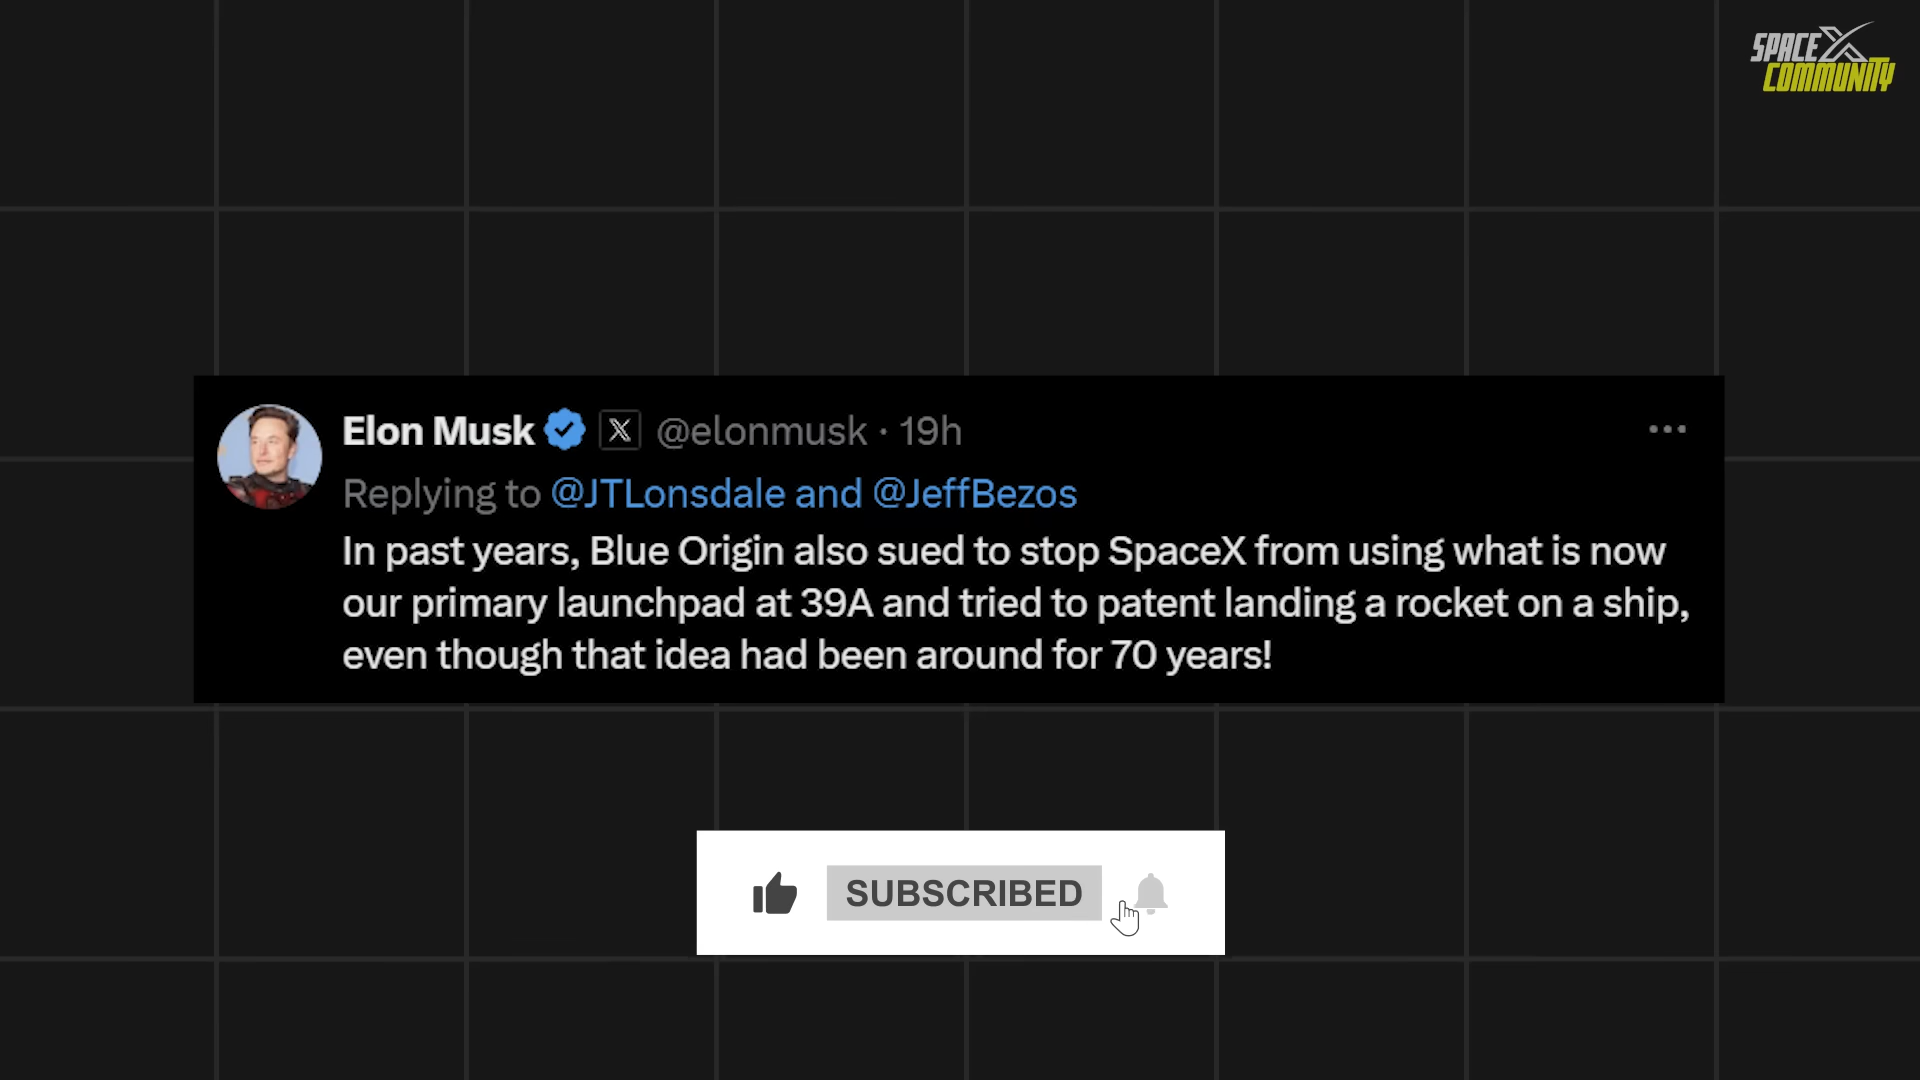 SPACEX
COMMUNITY
Elon Musk @elonmusk · 19h
Replying to @JTLonsdale and @JeffBezos
In past years, Blue Origin also sued to stop SpaceX from using what is now
our primary launchpad at 39A and tried to patent landing a rocket on a ship,
even though that idea had been around for 70 years!
SUBSCRIBED